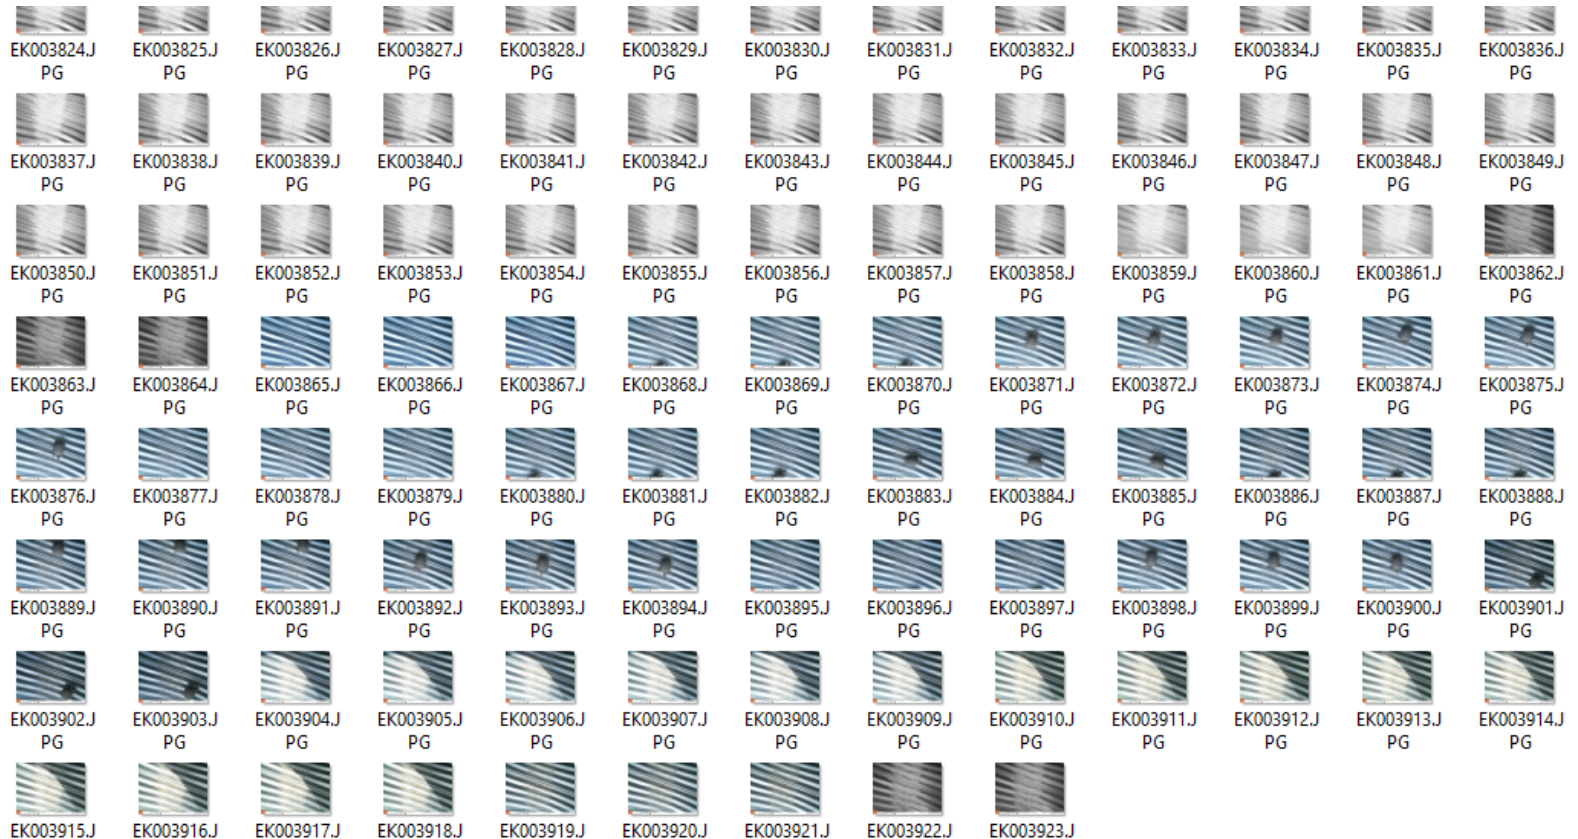 EK003824.J EK003825.J EK003826.J EK003827.J EK003828.J EK003829.J EK003830.J EK003831.J EK003832.J EK003833.J EK003834.J EK003835.J EK003836.J
PG PG PG PG PG PG PG PG PG PG PG PG PG
EK003837.J EK003838.J EK003839.J EK003840.J EK003841.J EK003842.J EK003843.J EK003844.J EK003845.J EK003846.J EK003847.J EK003848.J EK003849.J
PG PG PG PG PG PG PG PG PG PG PG PG PG
EK003850.J EK003851.J EK003852.J EK003853.J EK003854.J EK003855.J EK003856.J EK003857.J EK003858.J EK003859.J EK003860.J EK003861.J EK003862.J
PG PG PG PG PG PG PG PG PG PG PG PG PG
EK003863.J EK003864.J EK003865.J EK003866.J EK003867.J EK003868.J EK003869.J EK003870.J EK003871.J EK003872.J EK003873.J EK003874.J EK003875.J
PG PG PG PG PG PG PG PG PG PG PG PG PG
EK003876.J EK003877.J EK003878.J EK003879.J EK003880.J EK003881.J EK003882.J EK003883.J EK003884.J EK003885.J EK003886.J EK003887.J EK003888.J
PG PG PG PG PG PG PG PG PG PG PG PG PG
EK003889.J EK003890.J EK003891.J EK003892.J EK003893.J EK003894.J EK003895.J EK003896.J EK003897.J EK003898.J EK003899.J EK003900.J EK003901.J
PG PG PG PG PG PG PG PG PG PG PG PG PG
EK003902.J EK003903.J EK003904.J EK003905.J EK003906.J EK003907.J EK003908.J EK003909.J EK003910.J EK003911.J EK003912.J EK003913.J EK003914.J
PG PG PG PG PG PG PG PG PG PG PG PG PG
EK003915.J EK003916.J EK003917.J EK003918.J EK003919.J EK003920.J EK003921.J EK003922.J EK003923.J